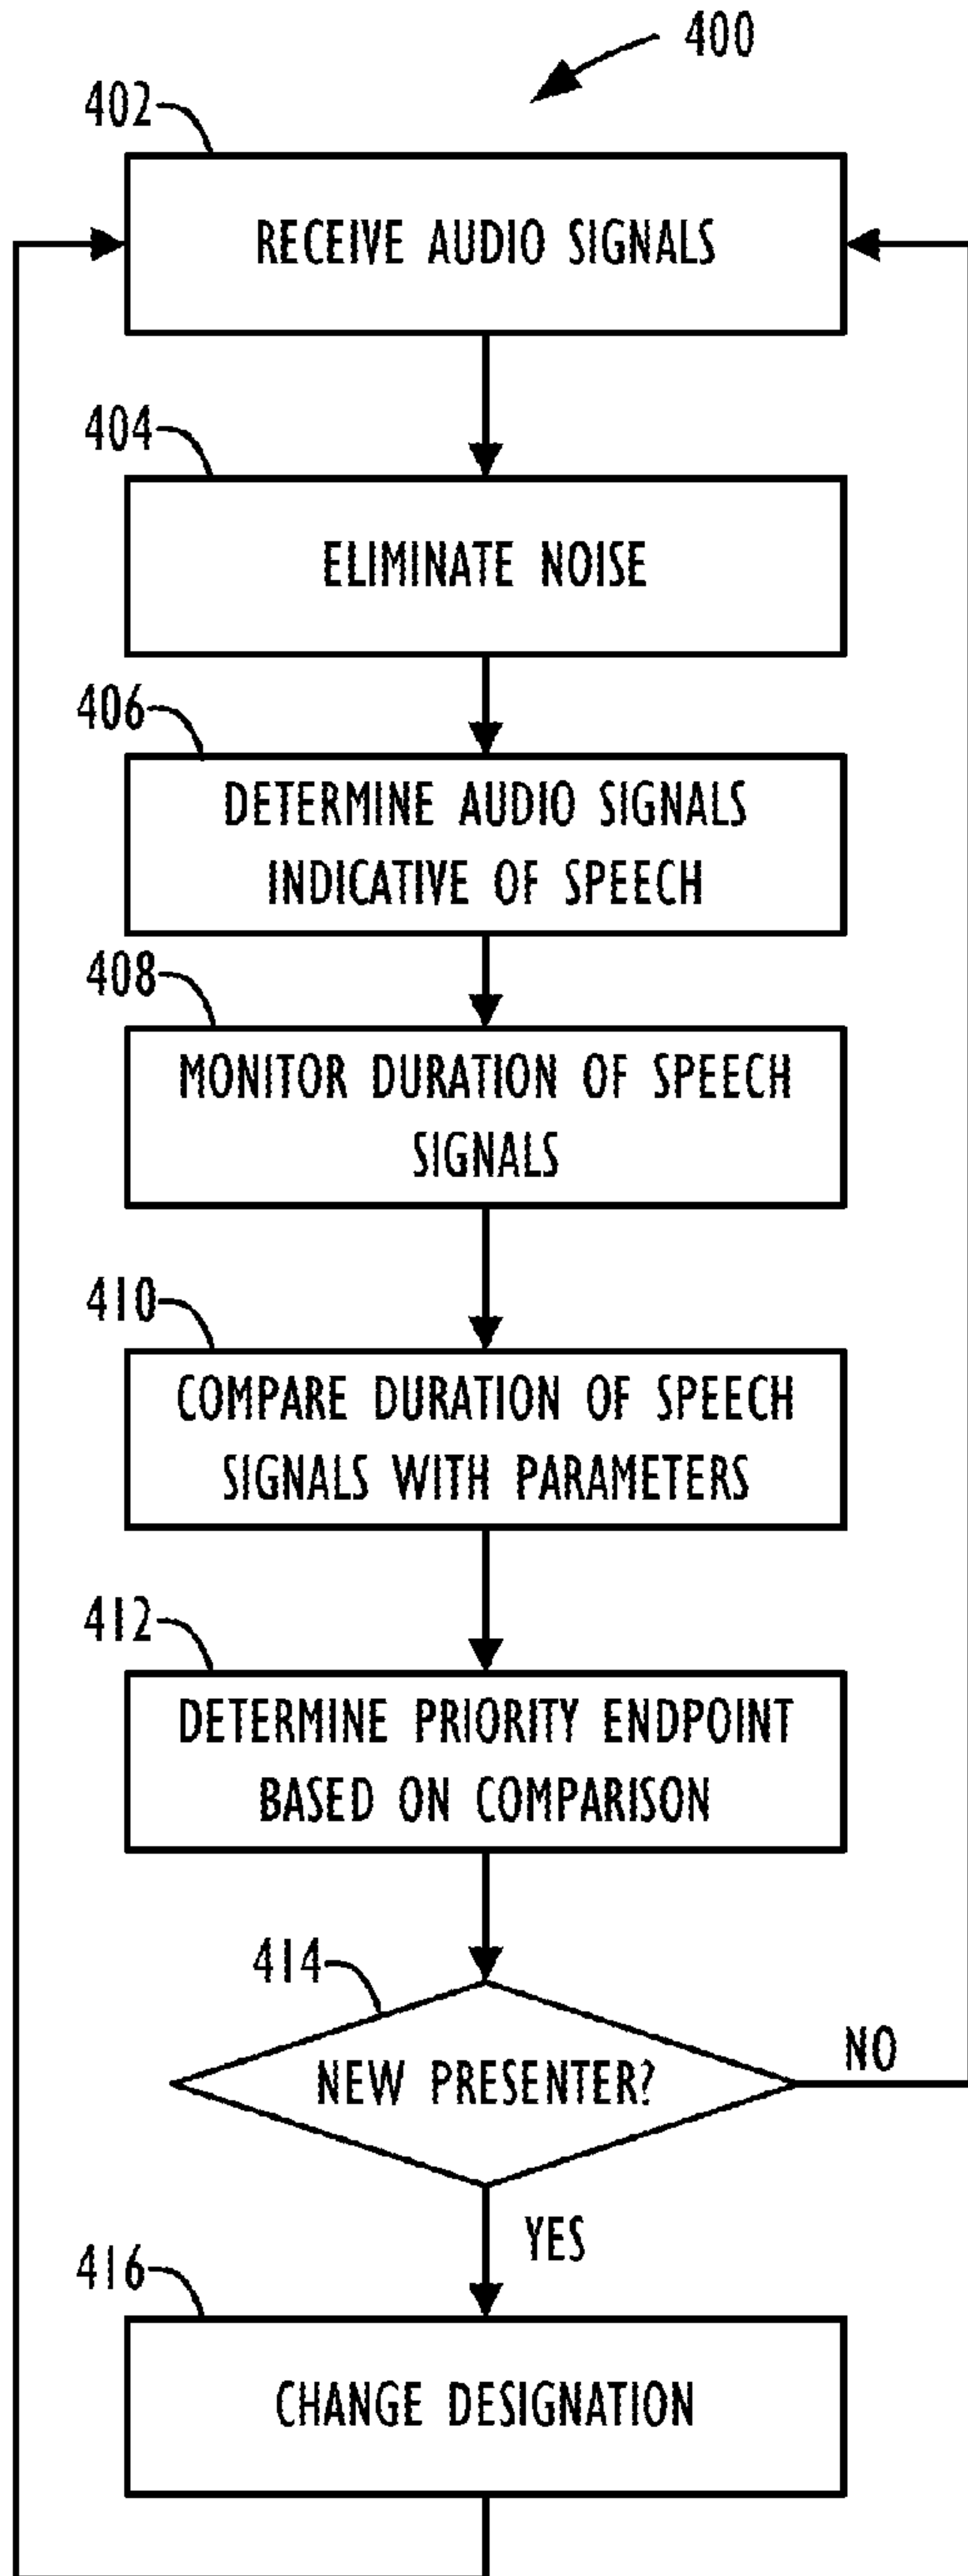 400
402
RECEIVE AUDIO SIGNALS
404
ELIMINATE NOISE
406
DETERMINE AUDIO SIGNALS
INDICATIVE OF SPEECH
408
MONITOR DURATION OF SPEECH
SIGNALS
410
COMPARE DURATION OF SPEECH
SIGNALS WITH PARAMETERS
412
DETERMINE PRIORITY ENDPOINT
BASED ON COMPARISON
414
NEW PRESENTER?
NO
YES
416
CHANGE DESIGNATION